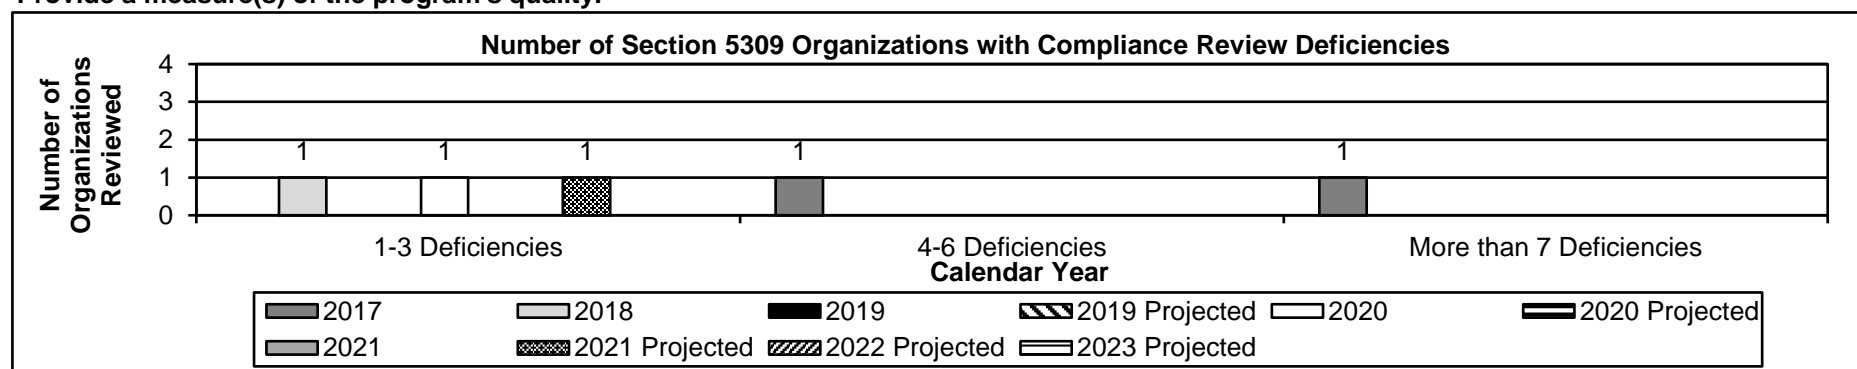 Provide a measure(s) of the program's quality.
Number of Section 5309 Organizations with Compliance Review Deficiencies
Number of
Organizations
Reviewed
4
3
2
1
0
1
1
1
1
1
1-3 Deficiencies
4-6 Deficiencies
More than 7 Deficiencies
Calendar Year
2017
2018
2019
2019 Projected
2020
2020 Projected
2021
2021 Projected
2022 Projected
2023 Projected